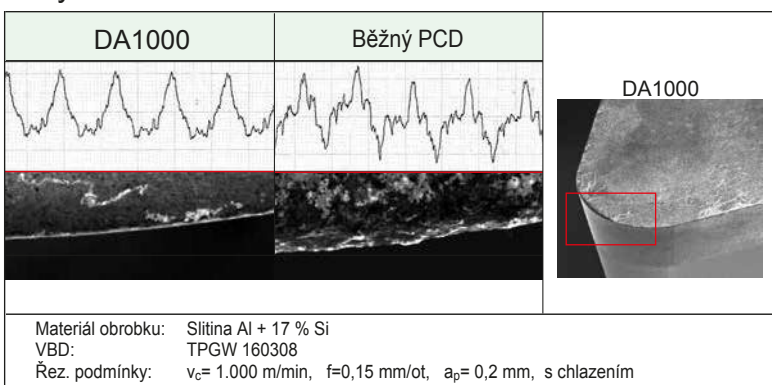 DA1000
Běžný PCD
DA1000
Materiál obrobku: Slitina Al + 17 % Si
VBD: TPGW 160308
Řez. podmínky: vc= 1.000 m/min, f=0,15 mm/ot, ap= 0,2 mm, s chlazením